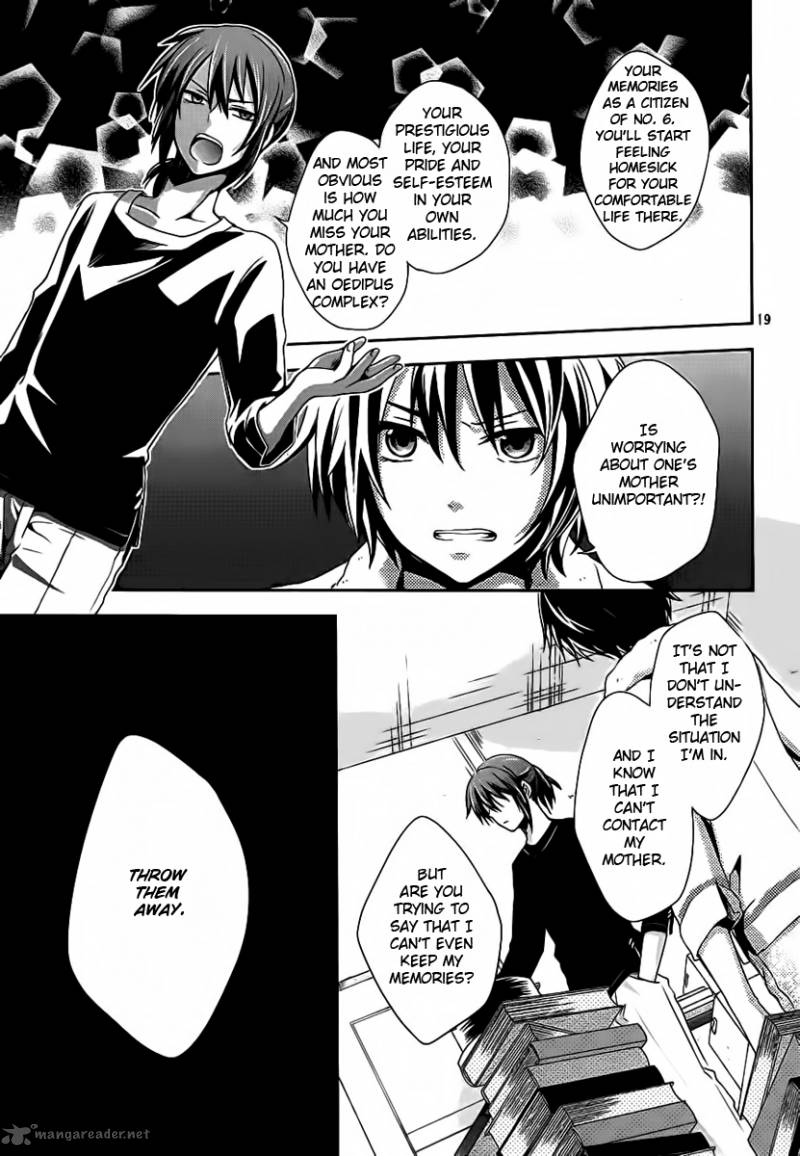 YOUR
MEMORIES
AS A CITIZEN
OF NO. 6.
YOU'LL START
FEELING
HOMESICK
FOR YOUR
COMFORTABLE
LIFE THERE.
YOUR
PRESTIGIOUS
LIFE, YOUR
PRIDE AND
SELF-ESTEEM
IN YOUR
OWN
ABILITIES.
AND MOST
OBVIOUS
IS HOW
MUCH YOU
MISS YOUR
MOTHER. DO
YOU HAVE
AN OEDIPUS
COMPLEX?
19
IS
WORRYING
ABOUT ONE'S
MOTHER
UNIMPORTANT?!
IT'S NOT
THAT I
DON'T UN-
DERSTAND
THE
SITUATION
I'M IN.
AND I
KNOW
THAT I
CAN'T
CONTACT
MY
MOTHER.
BUT
ARE YOU
TRYING TO
SAY THAT I
CAN'T EVEN
KEEP MY
MEMORIES?
THROW
THEM
AWAY.
mangareader.net